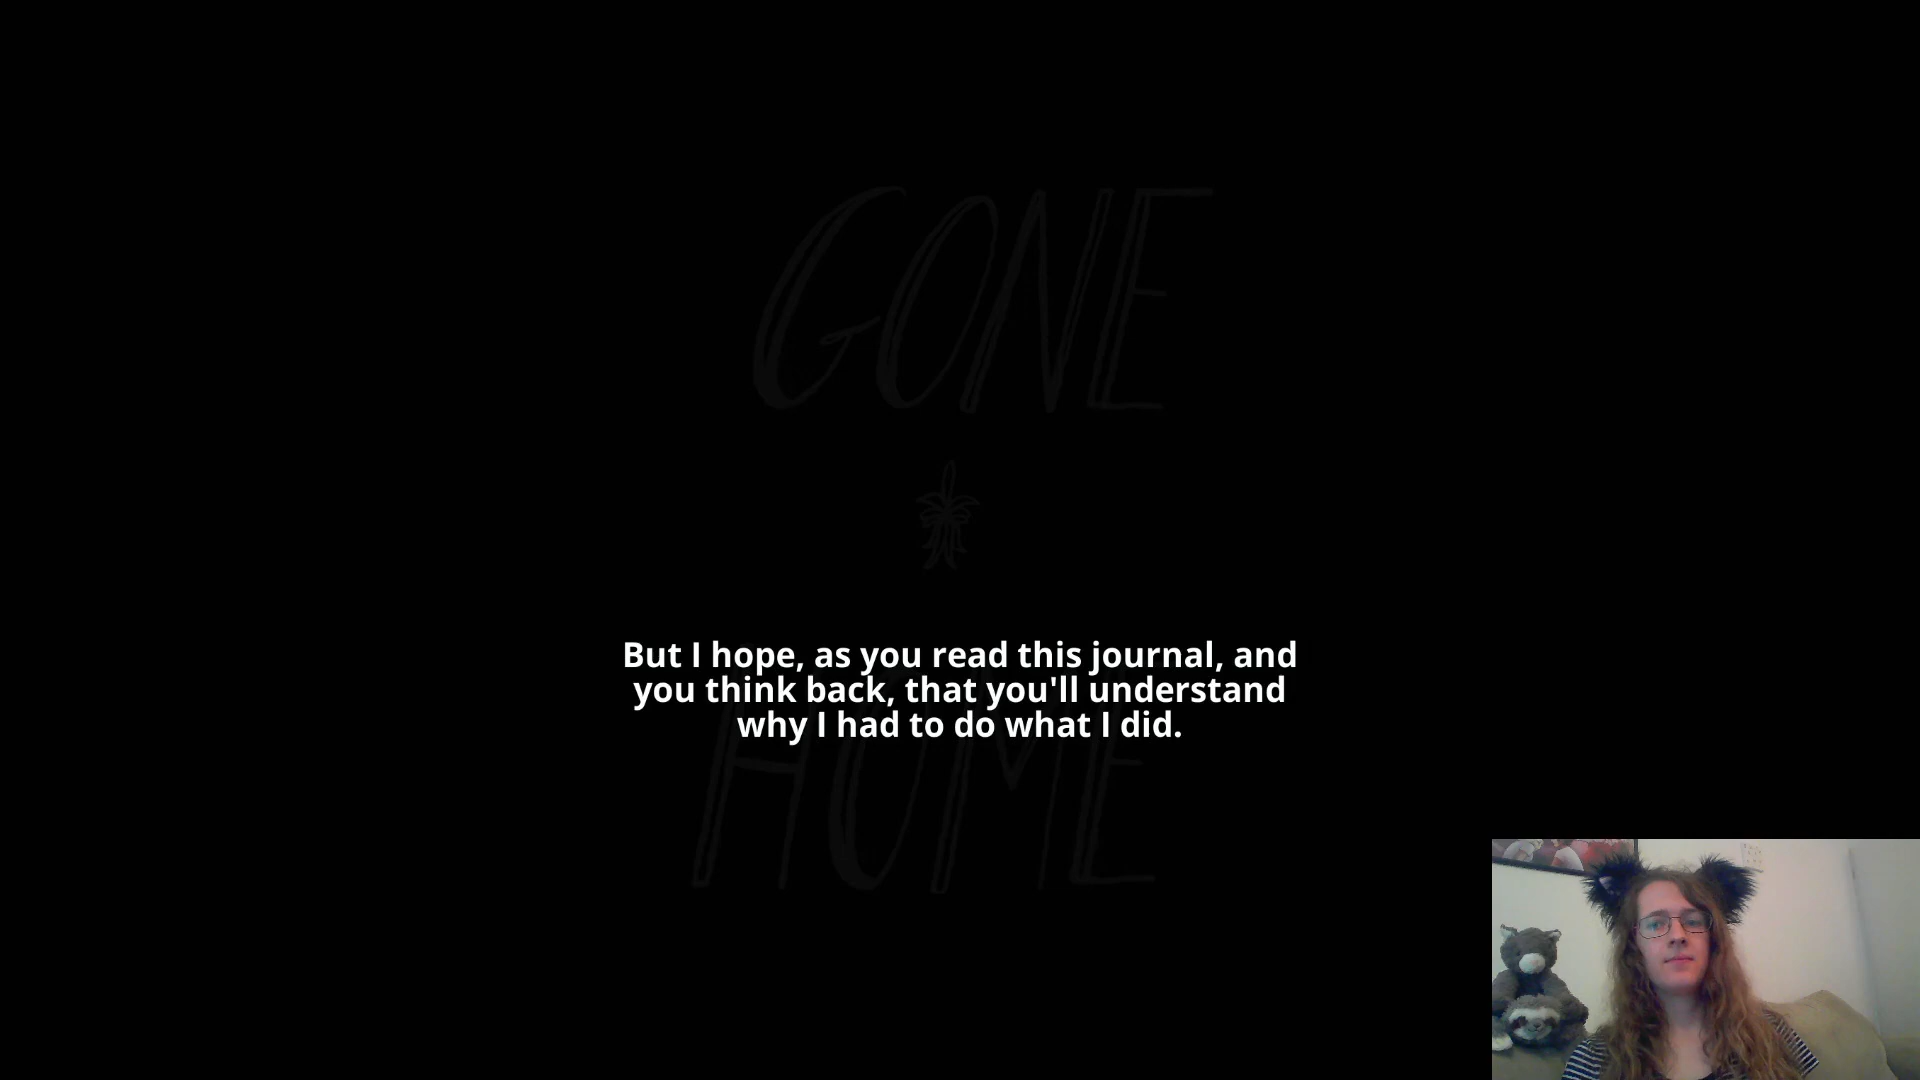 GONE
But I hope, as you read this journal, and
you think back, that you'll understand
why I had to do what I did.
HOME